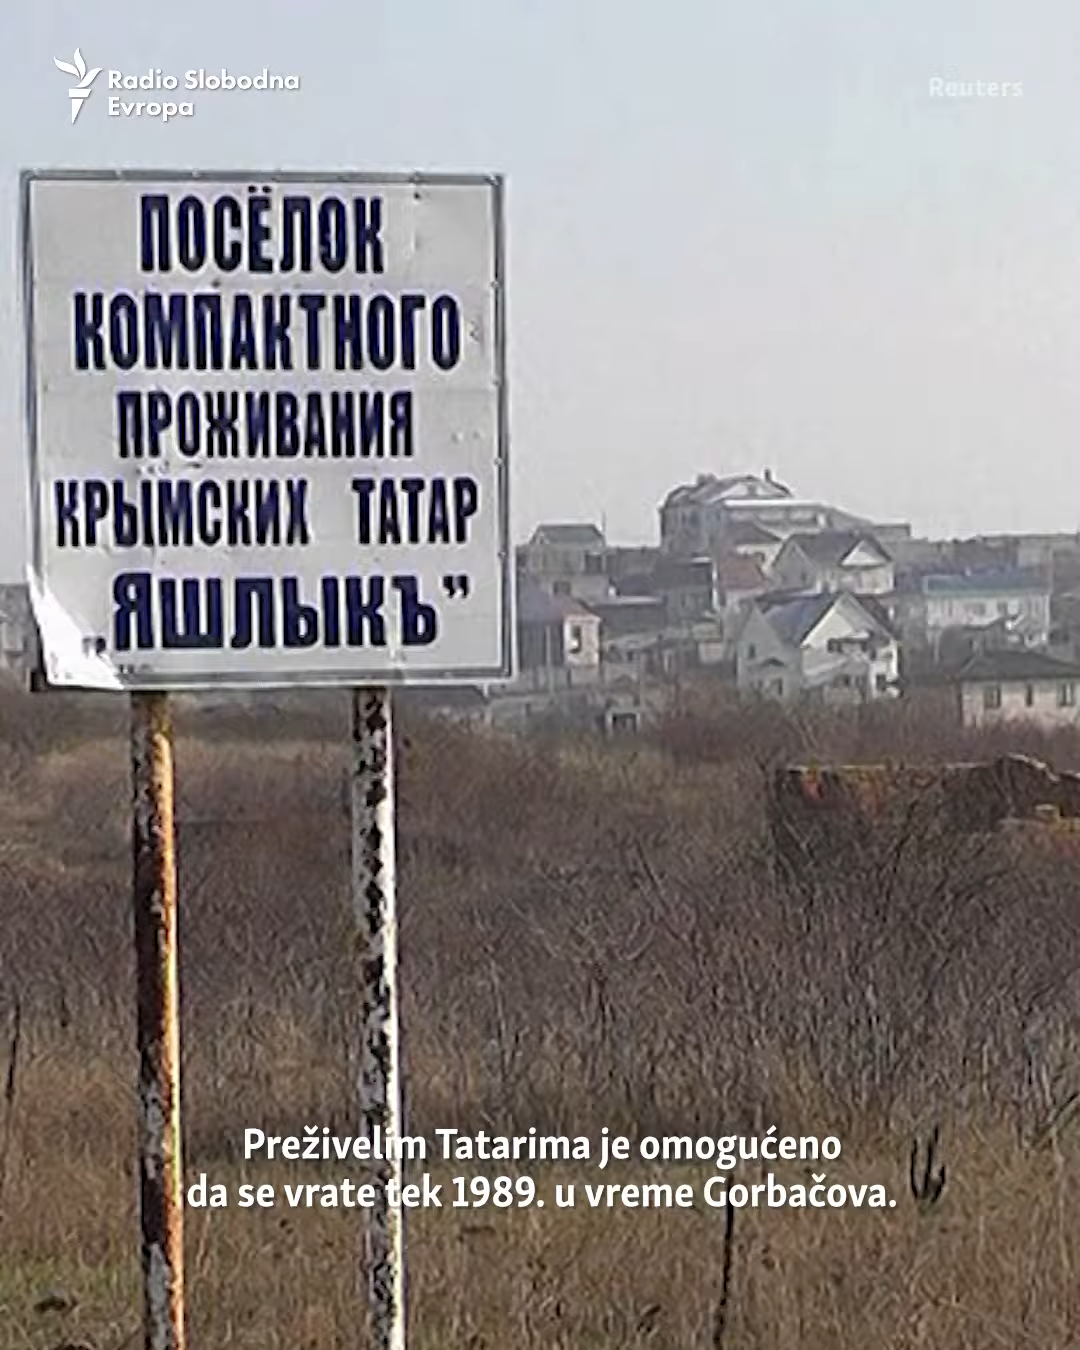 Radio Slobodna
Evropa
Reuters
ПОСЁЛОК
КОМПАКТНОГО
ПРОЖИВАНИЯ
КРЫМСКИХ ТАТАР
„ЯШЛЫКЪ”
Preživelim Tatarima je omogućeno
da se vrate tek 1989. u vreme Gorbačova.